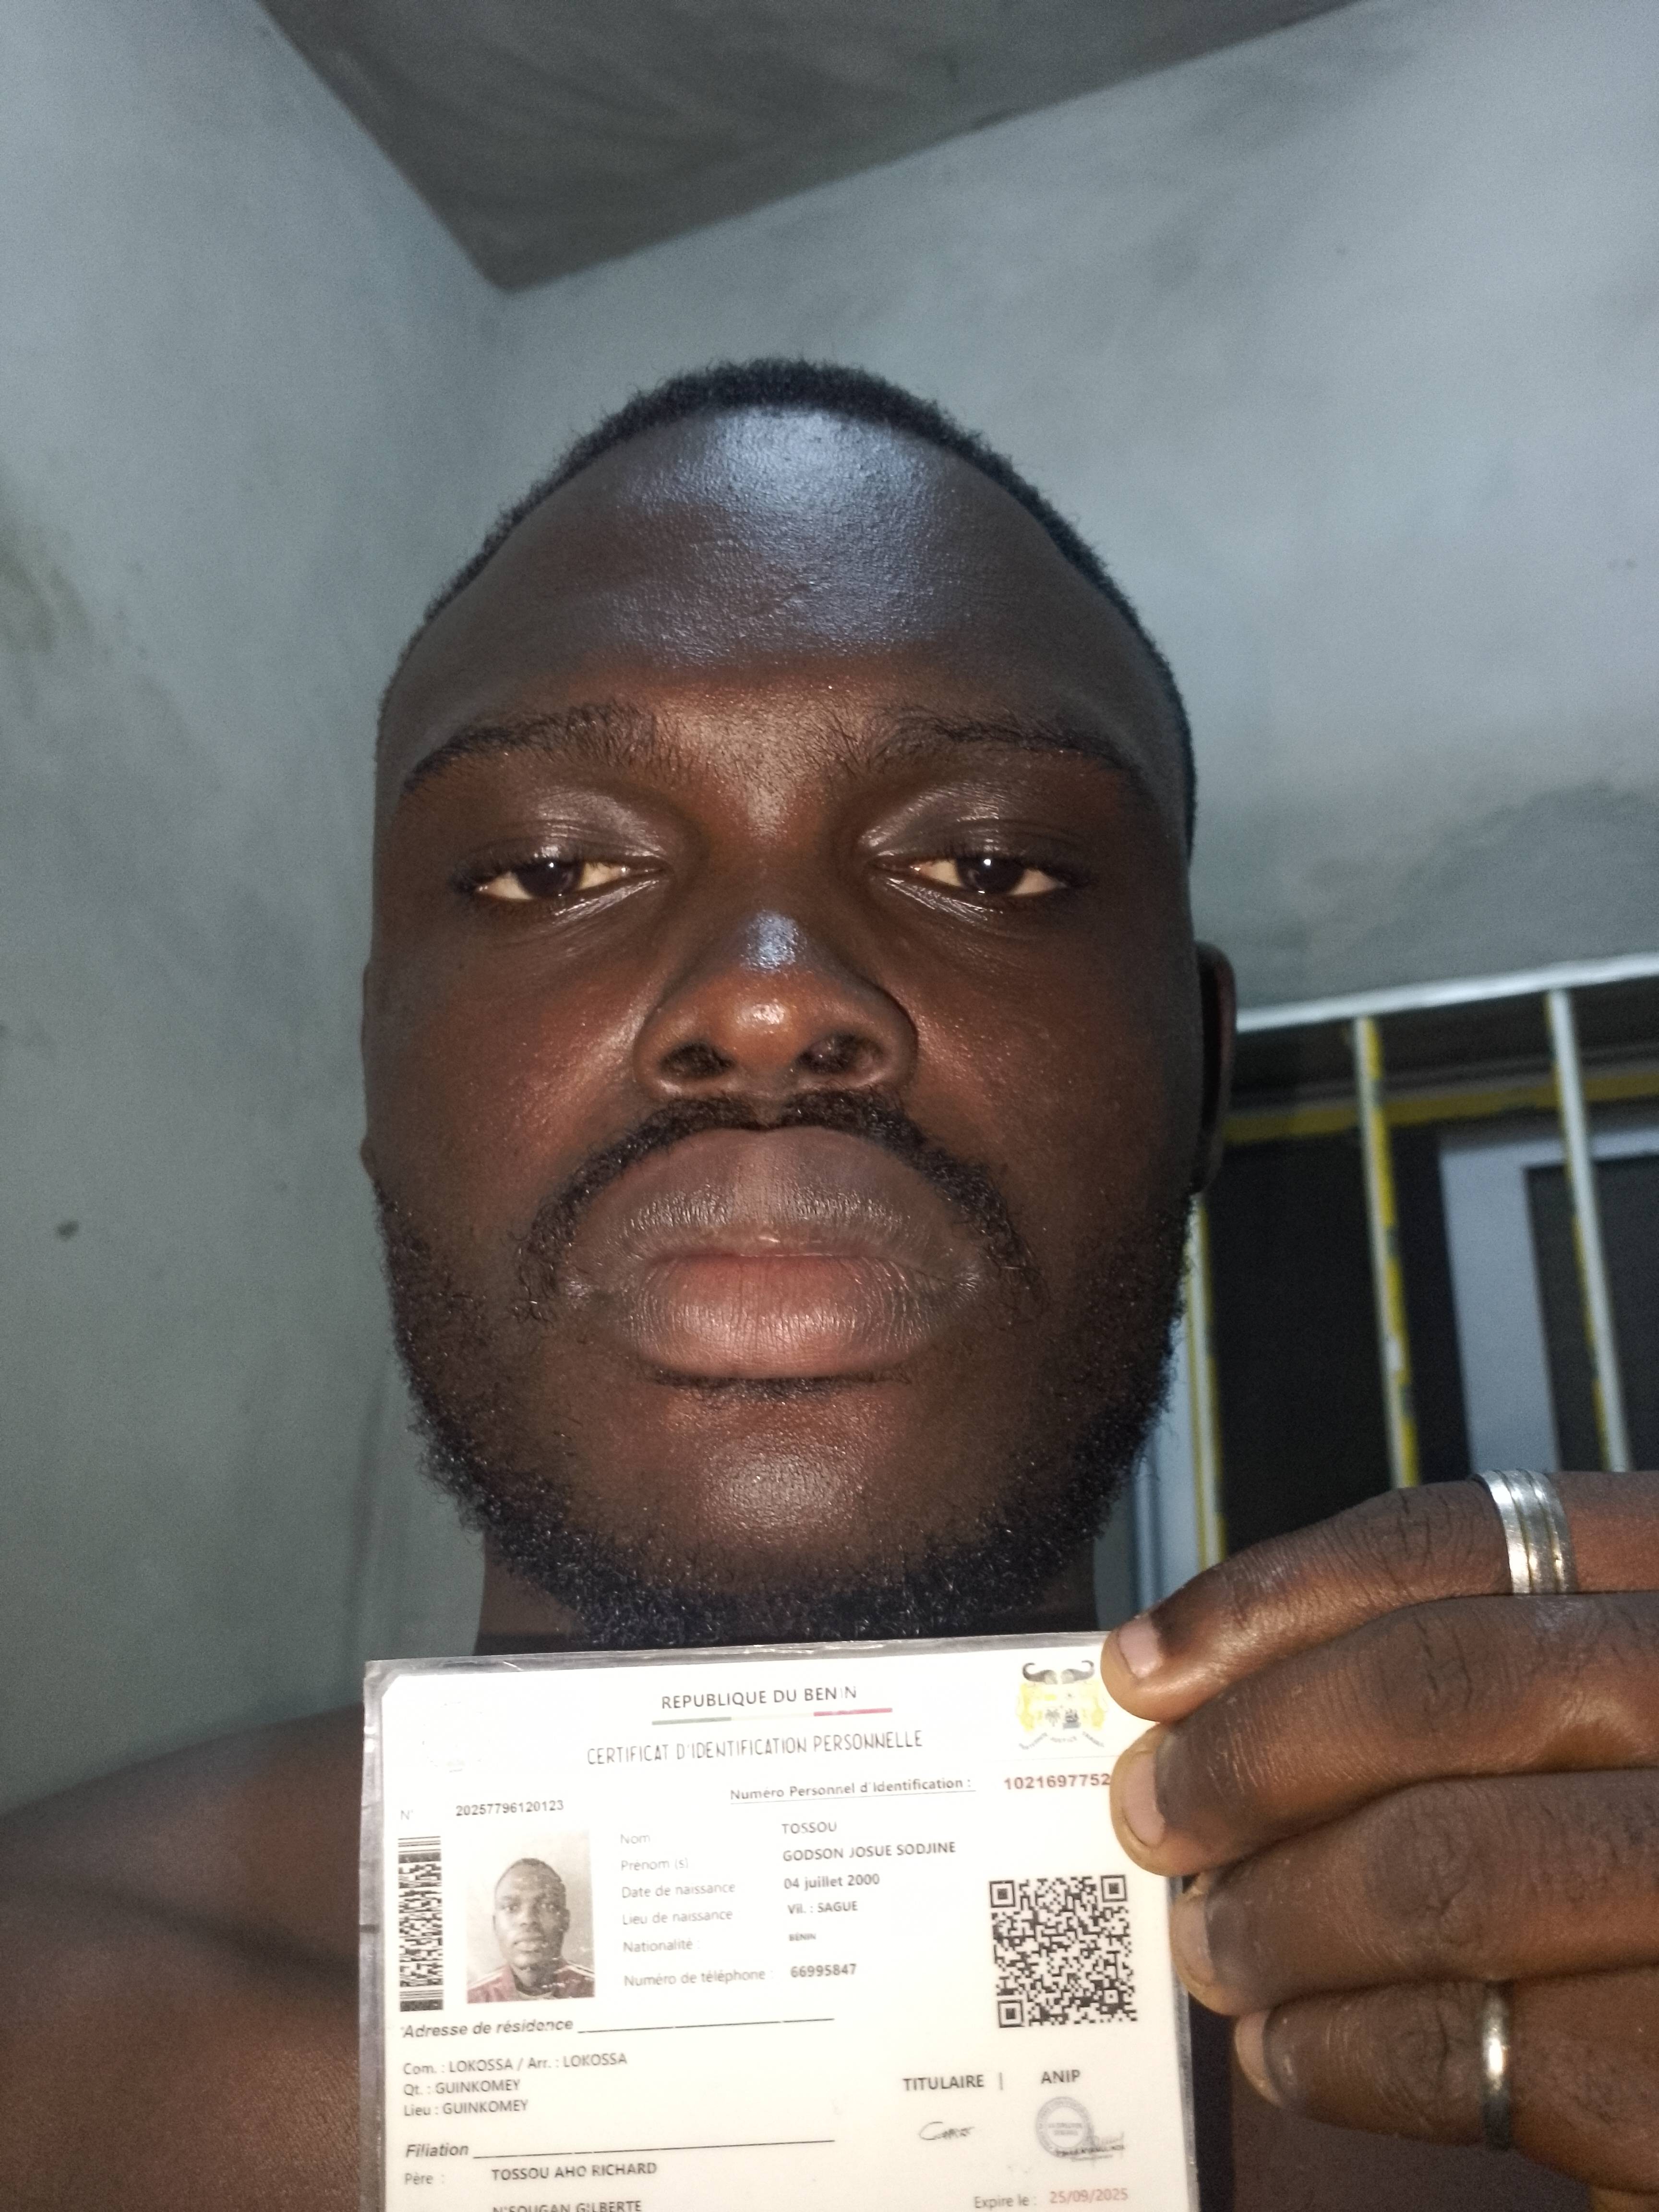 REPUBLIQUE DU BENIN
CERTIFICAT D'IDENTIFICATION PERSONNELLE
Numéro Personnel d'Identification : 1021697752
N° 20257796120123
Nom TOSSOU
Prenom (s) GODSON JOSUE SODJINE
Date de naissance 04 juillet 2000
Lieu de naissance Vil. : SAGUE
Nationalité : BENIN
Numéro de téléphone : 66995847
Adresse de résidence
Com. : LOKOSSA / Arr. : LOKOSSA
Qt. : GUINKOMEY
Lieu : GUINKOMEY
TITULAIRE | ANIP
Filiation
Père : TOSSOU AHO RICHARD
N'SOUGAN GILBERTE
Expire le : 25/09/2025